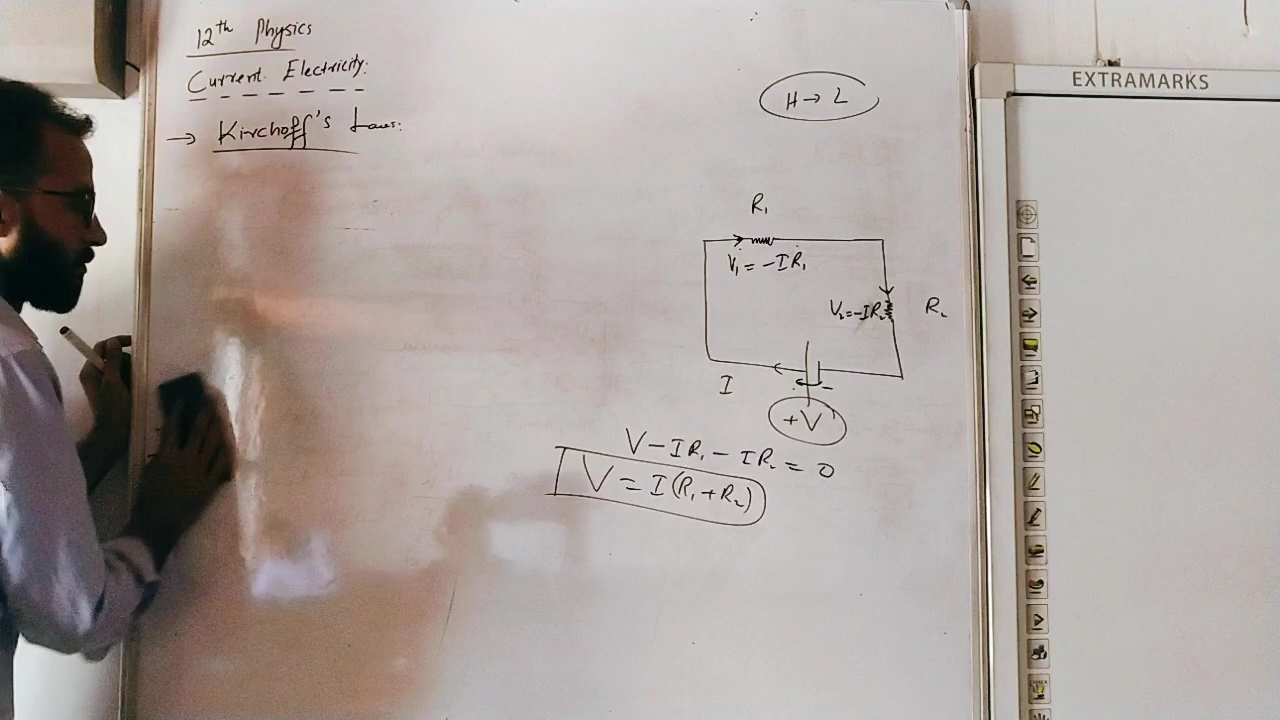 12th Physics
Current Electricity:
→ Kirchoff's Laws:
H → L
EXTRAMARKS
R₁
V₁ = -IR₁
V₂=-IR₂
R₂
I
-
+V
V - IR₁ - IR₂ = 0
V = I(R₁+R₂)